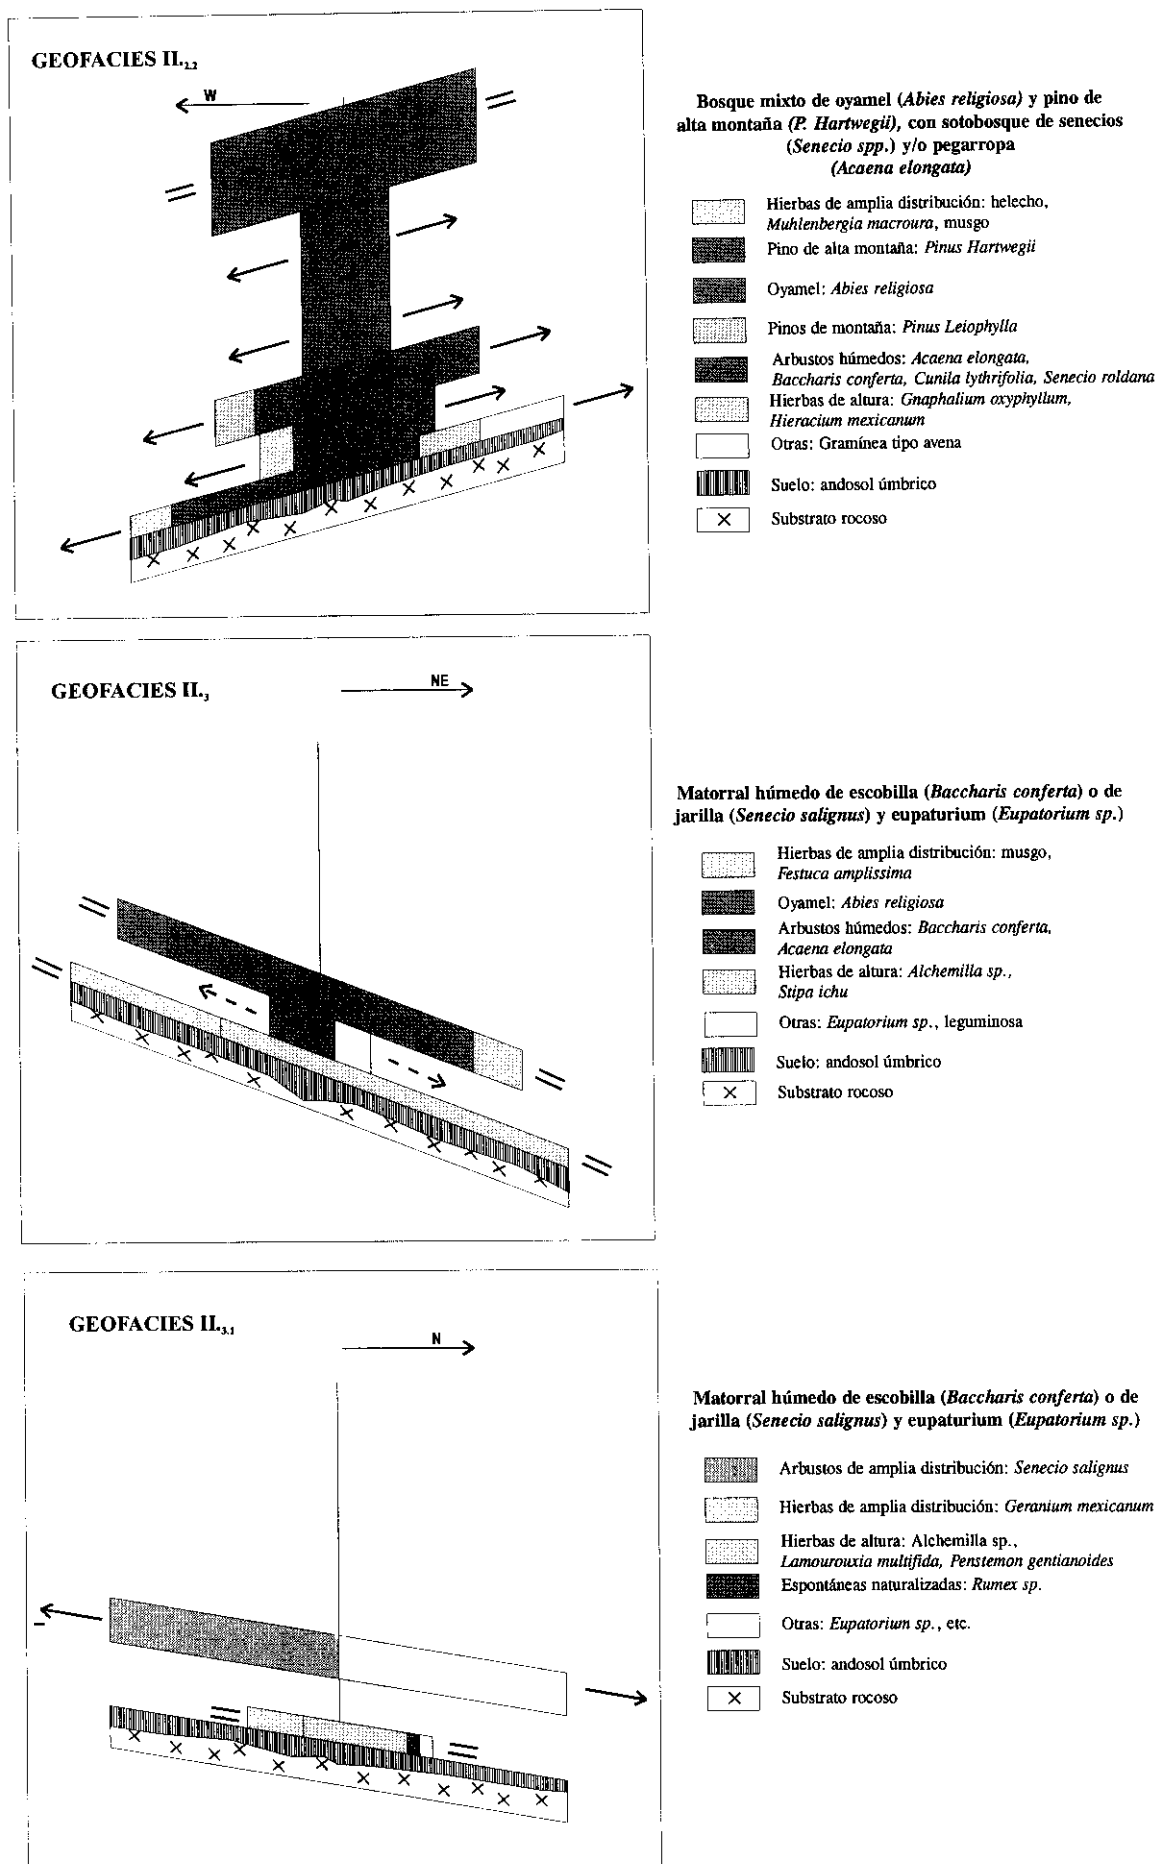 GEOFACIES II.2.2
W
Bosque mixto de oyamel (Abies religiosa) y pino de
alta montaña (P. Hartwegii), con sotobosque de senecios
(Senecio spp.) y/o pegarropa
(Acaena elongata)
Hierbas de amplia distribución: helecho,
Muhlenbergia macroura, musgo
Pino de alta montaña: Pinus Hartwegii
Oyamel: Abies religiosa
Pinos de montaña: Pinus Leiophylla
Arbustos húmedos: Acaena elongata,
Baccharis conferta, Cunila lythrifolia, Senecio roldana
Hierbas de altura: Gnaphalium oxyphyllum,
Hieracium mexicanum
Otras: Gramínea tipo avena
Suelo: andosol úmbrico
Substrato rocoso
GEOFACIES II.3
NE
Matorral húmedo de escobilla (Baccharis conferta) o de
jarilla (Senecio salignus) y eupaturium (Eupatorium sp.)
Hierbas de amplia distribución: musgo,
Festuca amplissima
Oyamel: Abies religiosa
Arbustos húmedos: Baccharis conferta,
Acaena elongata
Hierbas de altura: Alchemilla sp.,
Stipa ichu
Otras: Eupatorium sp., leguminosa
Suelo: andosol úmbrico
Substrato rocoso
GEOFACIES II.3.1
N
Matorral húmedo de escobilla (Baccharis conferta) o de
jarilla (Senecio salignus) y eupaturium (Eupatorium sp.)
Arbustos de amplia distribución: Senecio salignus
Hierbas de amplia distribución: Geranium mexicanum
Hierbas de altura: Alchemilla sp.,
Lamourouxia multifida, Penstemon gentianoides
Espontáneas naturalizadas: Rumex sp.
Otras: Eupatorium sp., etc.
Suelo: andosol úmbrico
Substrato rocoso